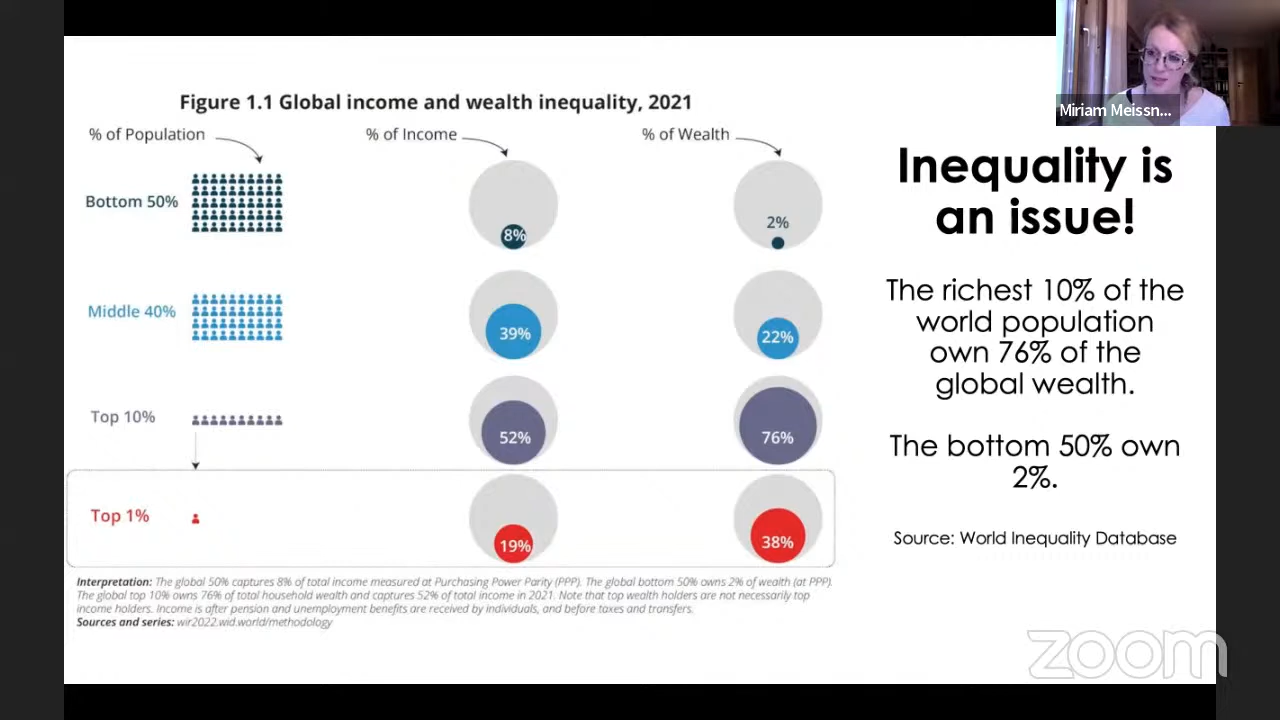 Miriam Meissn...
Figure 1.1 Global income and wealth inequality, 2021
% of Population
% of Income
% of Wealth
Bottom 50%
8%
2%
Middle 40%
39%
22%
Top 10%
52%
76%
Top 1%
19%
38%
Interpretation: The global 50% captures 8% of total income measured at Purchasing Power Parity (PPP). The global bottom 50% owns 2% of wealth (at PPP).
The global top 10% owns 76% of total household wealth and captures 52% of total income in 2021. Note that top wealth holders are not necessarily top
income holders. Income is after pension and unemployment benefits are received by individuals, and before taxes and transfers.
Sources and series: wir2022.wid.world/methodology
Inequality is
an issue!
The richest 10% of the
world population
own 76% of the
global wealth.
The bottom 50% own
2%.
Source: World Inequality Database
zoom